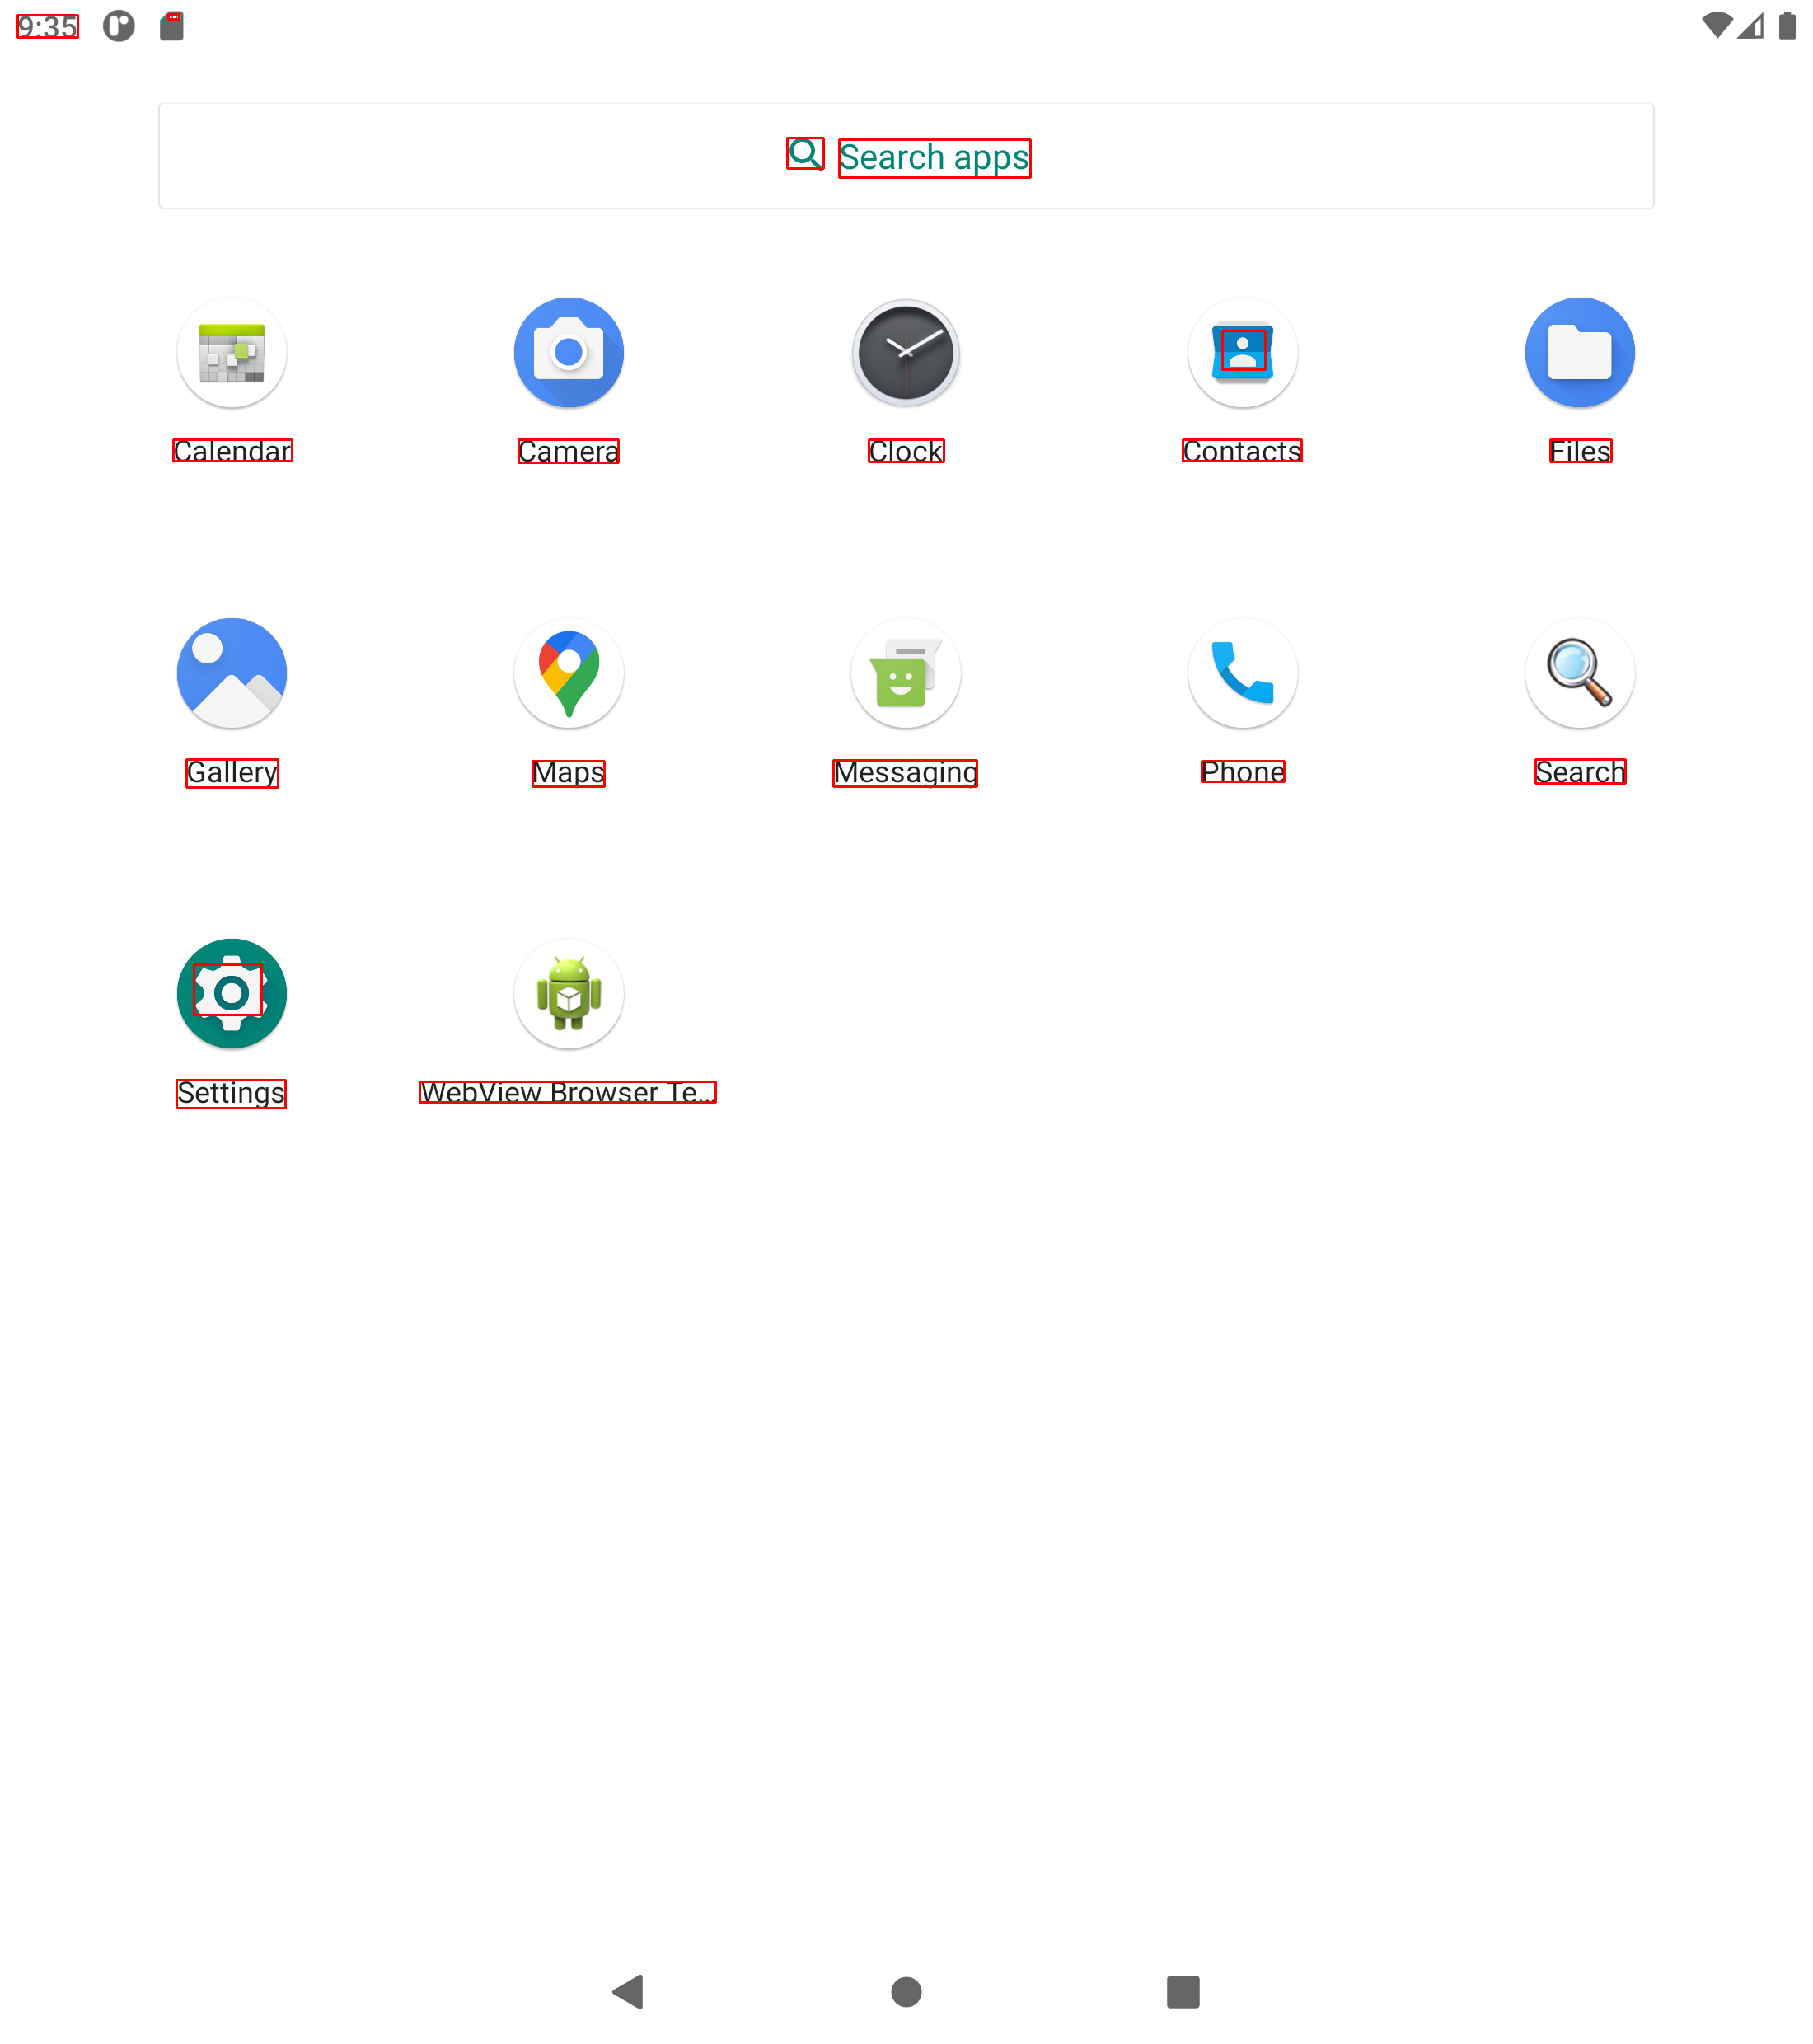 9:35
Search apps
Calendar
Camera
Clock
Contacts
Files
Gallery
Maps
Messaging
Phone
Search
Settings
WebView Browser Te...